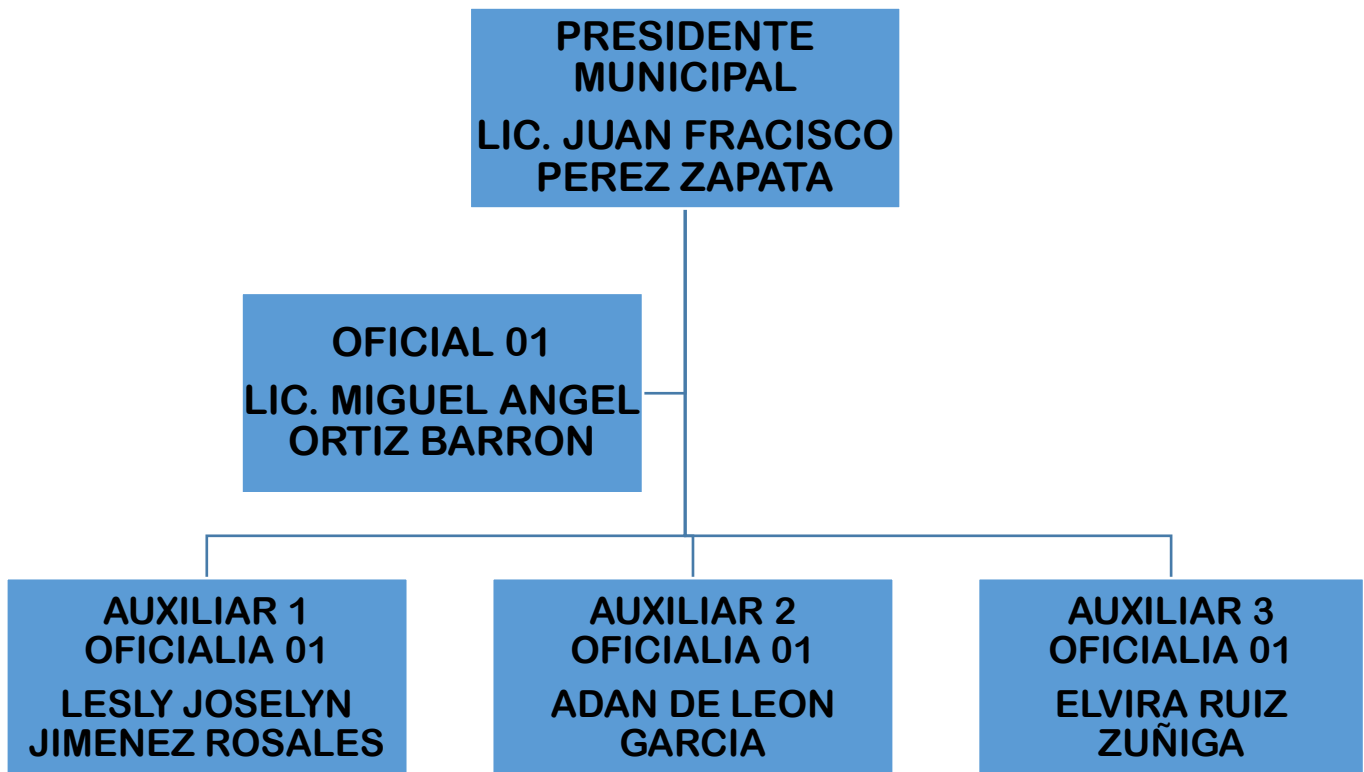 PRESIDENTE
MUNICIPAL
LIC. JUAN FRACISCO
PEREZ ZAPATA
OFICIAL 01
LIC. MIGUEL ANGEL
ORTIZ BARRON
AUXILIAR 1
OFICIALIA 01
LESLY JOSELYN
JIMENEZ ROSALES
AUXILIAR 2
OFICIALIA 01
ADAN DE LEON
GARCIA
AUXILIAR 3
OFICIALIA 01
ELVIRA RUIZ
ZUÑIGA